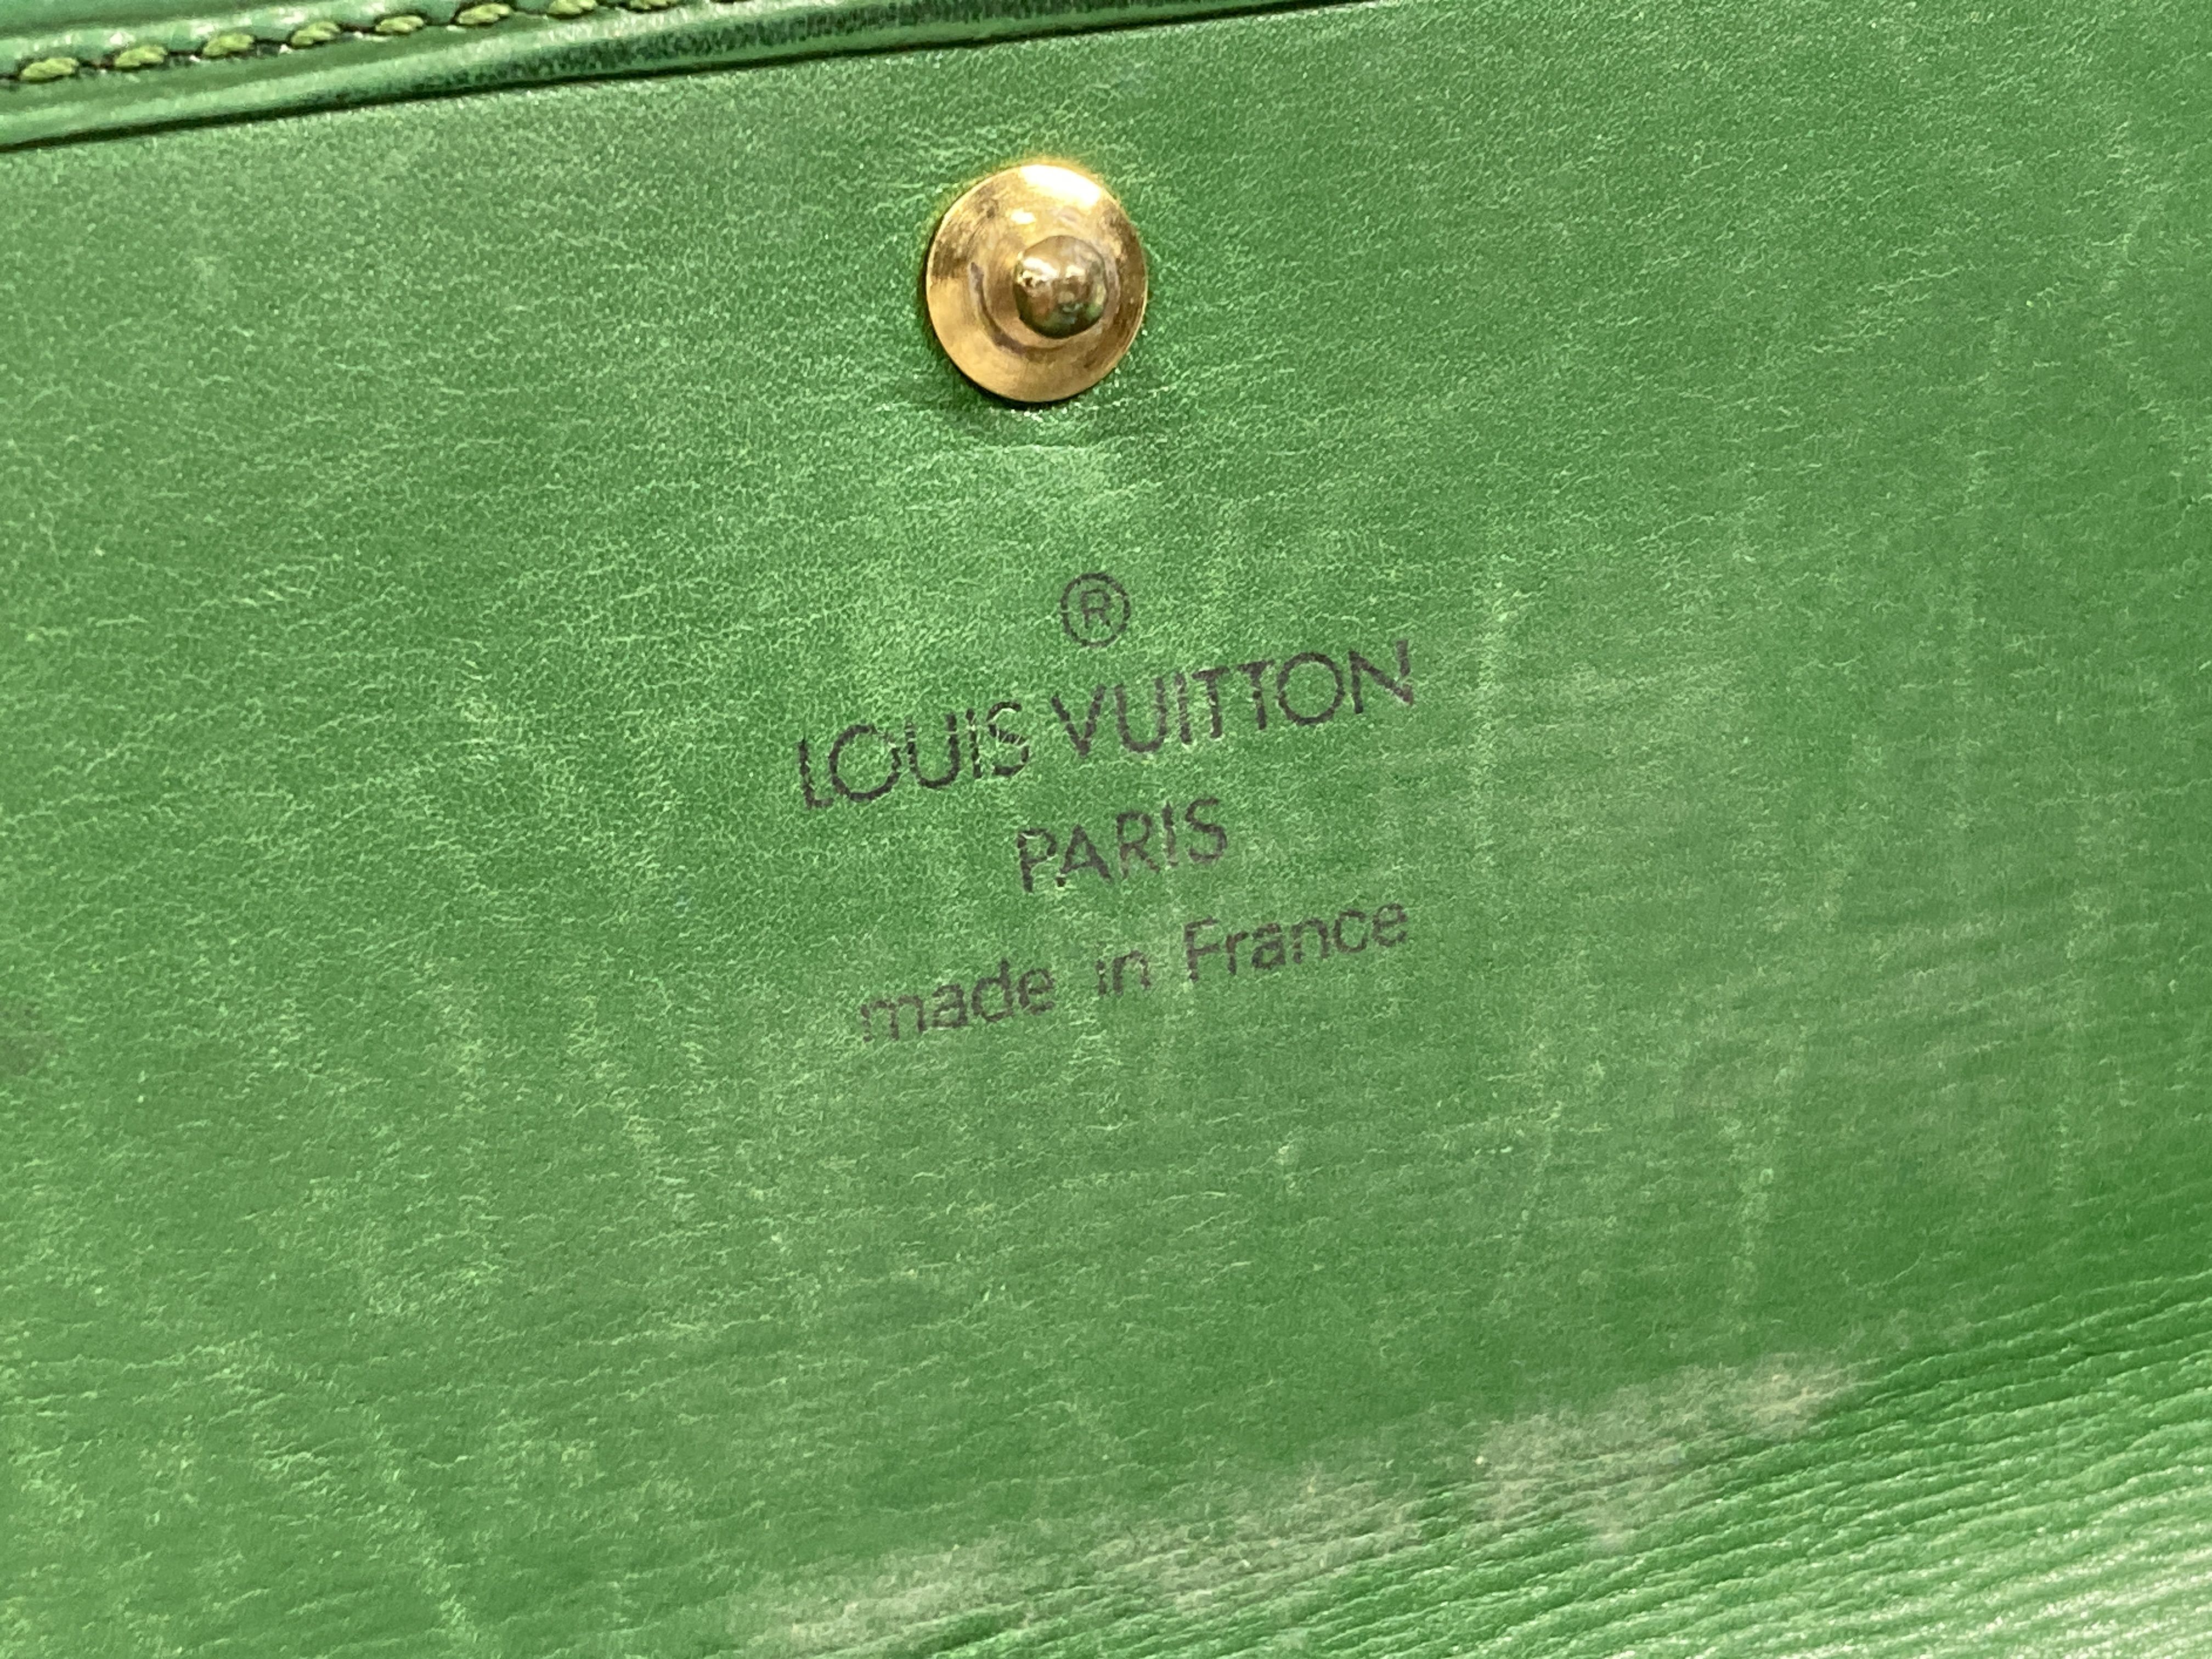 ®
LOUIS VUITTON
PARIS
made in France